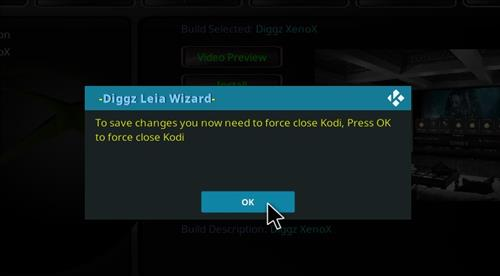 Build Selected: Diggz XenoX
Video Preview
Install
-Diggz Leia Wizard-
To save changes you now need to force close Kodi, Press OK
to force close Kodi
OK
Build Description: Diggz XenoX